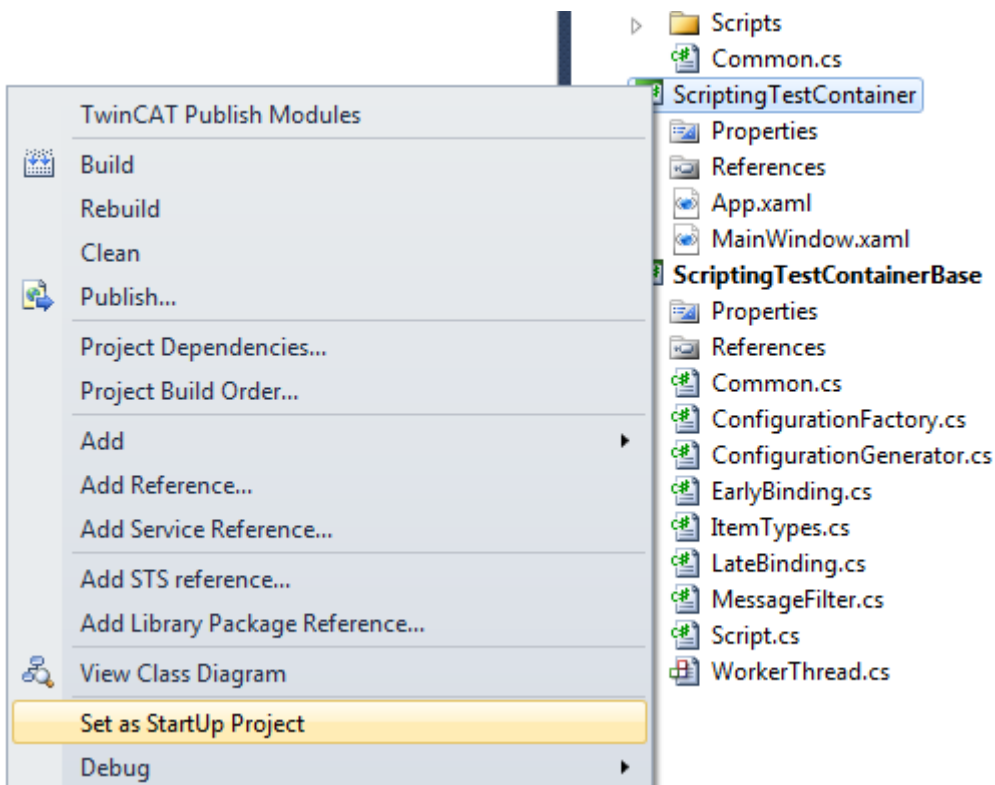 Scripts
Common.cs
ScriptingTestContainer
Properties
References
App.xaml
MainWindow.xaml
ScriptingTestContainerBase
Properties
References
Common.cs
ConfigurationFactory.cs
ConfigurationGenerator.cs
EarlyBinding.cs
ItemTypes.cs
LateBinding.cs
MessageFilter.cs
Script.cs
WorkerThread.cs
TwinCAT Publish Modules
Build
Rebuild
Clean
Publish...
Project Dependencies...
Project Build Order...
Add
Add Reference...
Add Service Reference...
Add STS reference...
Add Library Package Reference...
View Class Diagram
Set as StartUp Project
Debug